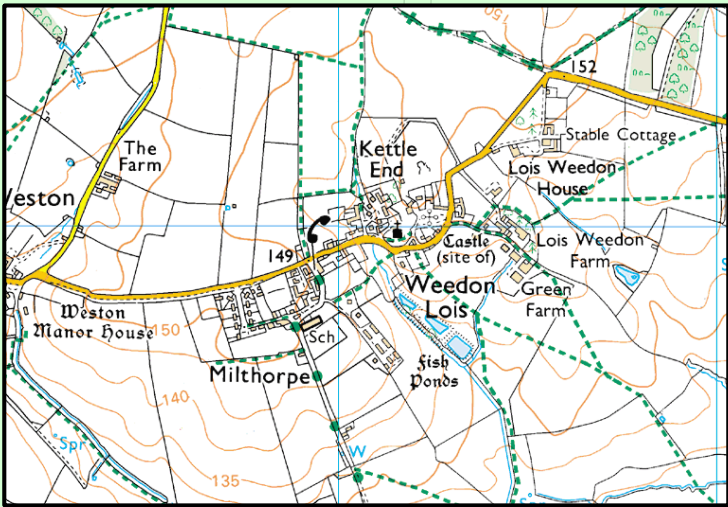 150
152
The
Farm
Kettle
End
Stable Cottage
Lois Weedon
House
Weston
149
Castle
(site of)
Lois Weedon
Farm
Weedon
Lois
Green
Farm
Weston
Manor House
150
Sch
Fish
Ponds
Milthorpe
140
Spr
W
135